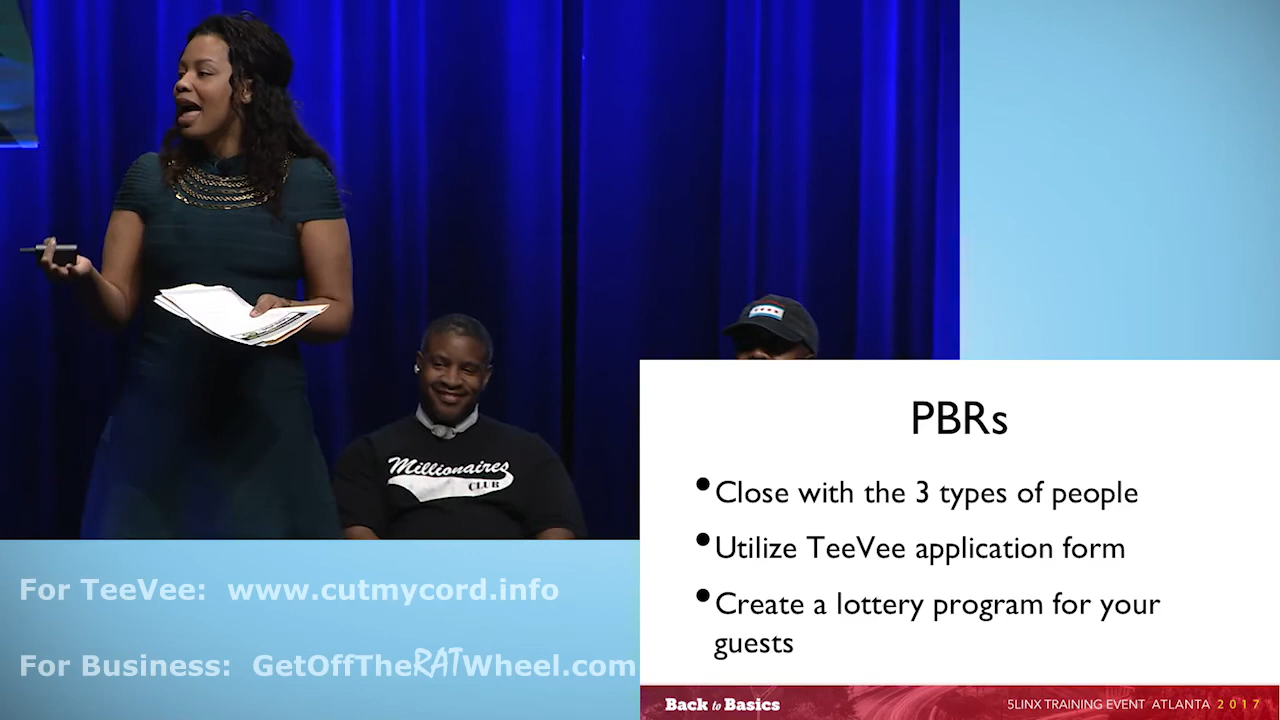 Millionaires
CLUB
PBRs
• Close with the 3 types of people
• Utilize TeeVee application form
• Create a lottery program for your
guests
For TeeVee: www.cutmycord.info
For Business: GetOffTheRATWheel.com
Back to Basics
5LINX TRAINING EVENT ATLANTA 2017